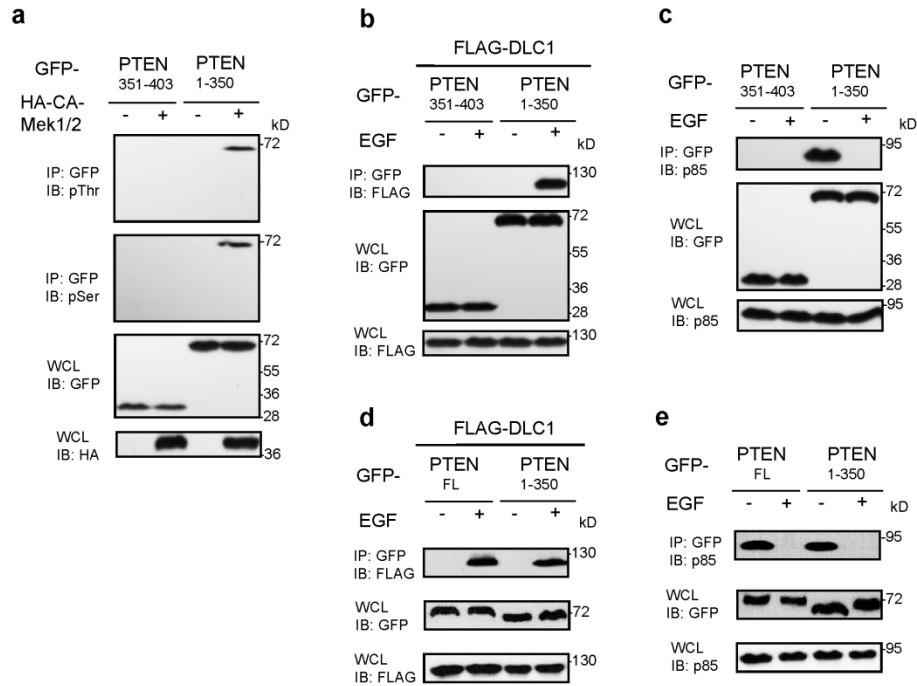 a
GFP- PTEN 351-403 PTEN 1-350
HA-CA-
Mek1/2 - + - + kD
IP: GFP
IB: pThr
72
IP: GFP
IB: pSer
72
WCL
IB: GFP
72
55
36
28
WCL
IB: HA
36
b
FLAG-DLC1
GFP- PTEN 351-403 PTEN 1-350
EGF - + - + kD
IP: GFP
IB: FLAG
130
WCL
IB: GFP
72
55
36
28
WCL
IB: FLAG
130
c
GFP- PTEN 351-403 PTEN 1-350
EGF - + - + kD
IP: GFP
IB: p85
95
WCL
IB: GFP
72
55
36
28
WCL
IB: p85
95
d
FLAG-DLC1
GFP- PTEN FL PTEN 1-350
EGF - + - + kD
IP: GFP
IB: FLAG
130
WCL
IB: GFP
72
WCL
IB: FLAG
130
e
GFP- PTEN FL PTEN 1-350
EGF - + - + kD
IP: GFP
IB: p85
95
WCL
IB: GFP
72
WCL
IB: p85
95